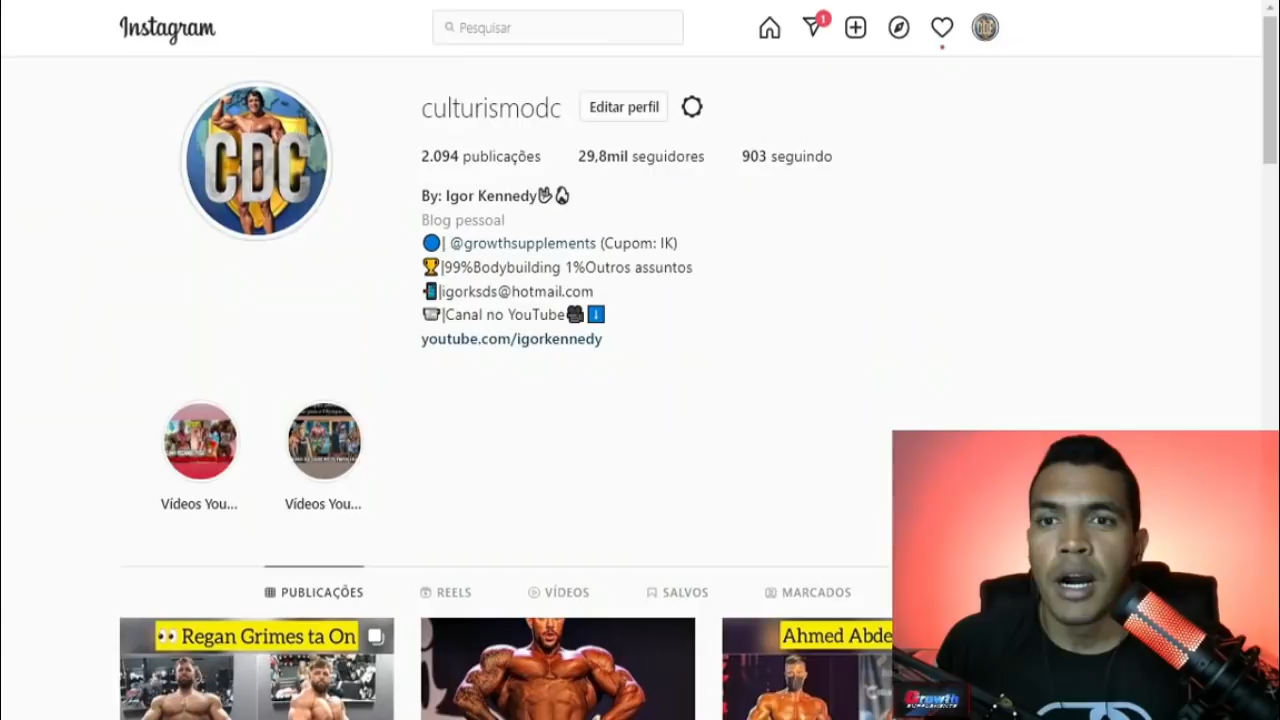 Instagram
Pesquisar
1
CDC
CDC
culturismodc
Editar perfil
2.094 publicações
29,8mil seguidores
903 seguindo
By: Igor Kennedy
Blog pessoal
| @growthsupplements (Cupom: IK)
|99%Bodybuilding 1%Outros assuntos
|igorksds@hotmail.com
|Canal no YouTube
youtube.com/igorkennedy
Vídeos You...
Vídeos You...
PUBLICAÇÕES
REELS
VÍDEOS
SALVOS
MARCADOS
Regan Grimes ta On
Ahmed Abde
Growth
SUPPLEMENTS